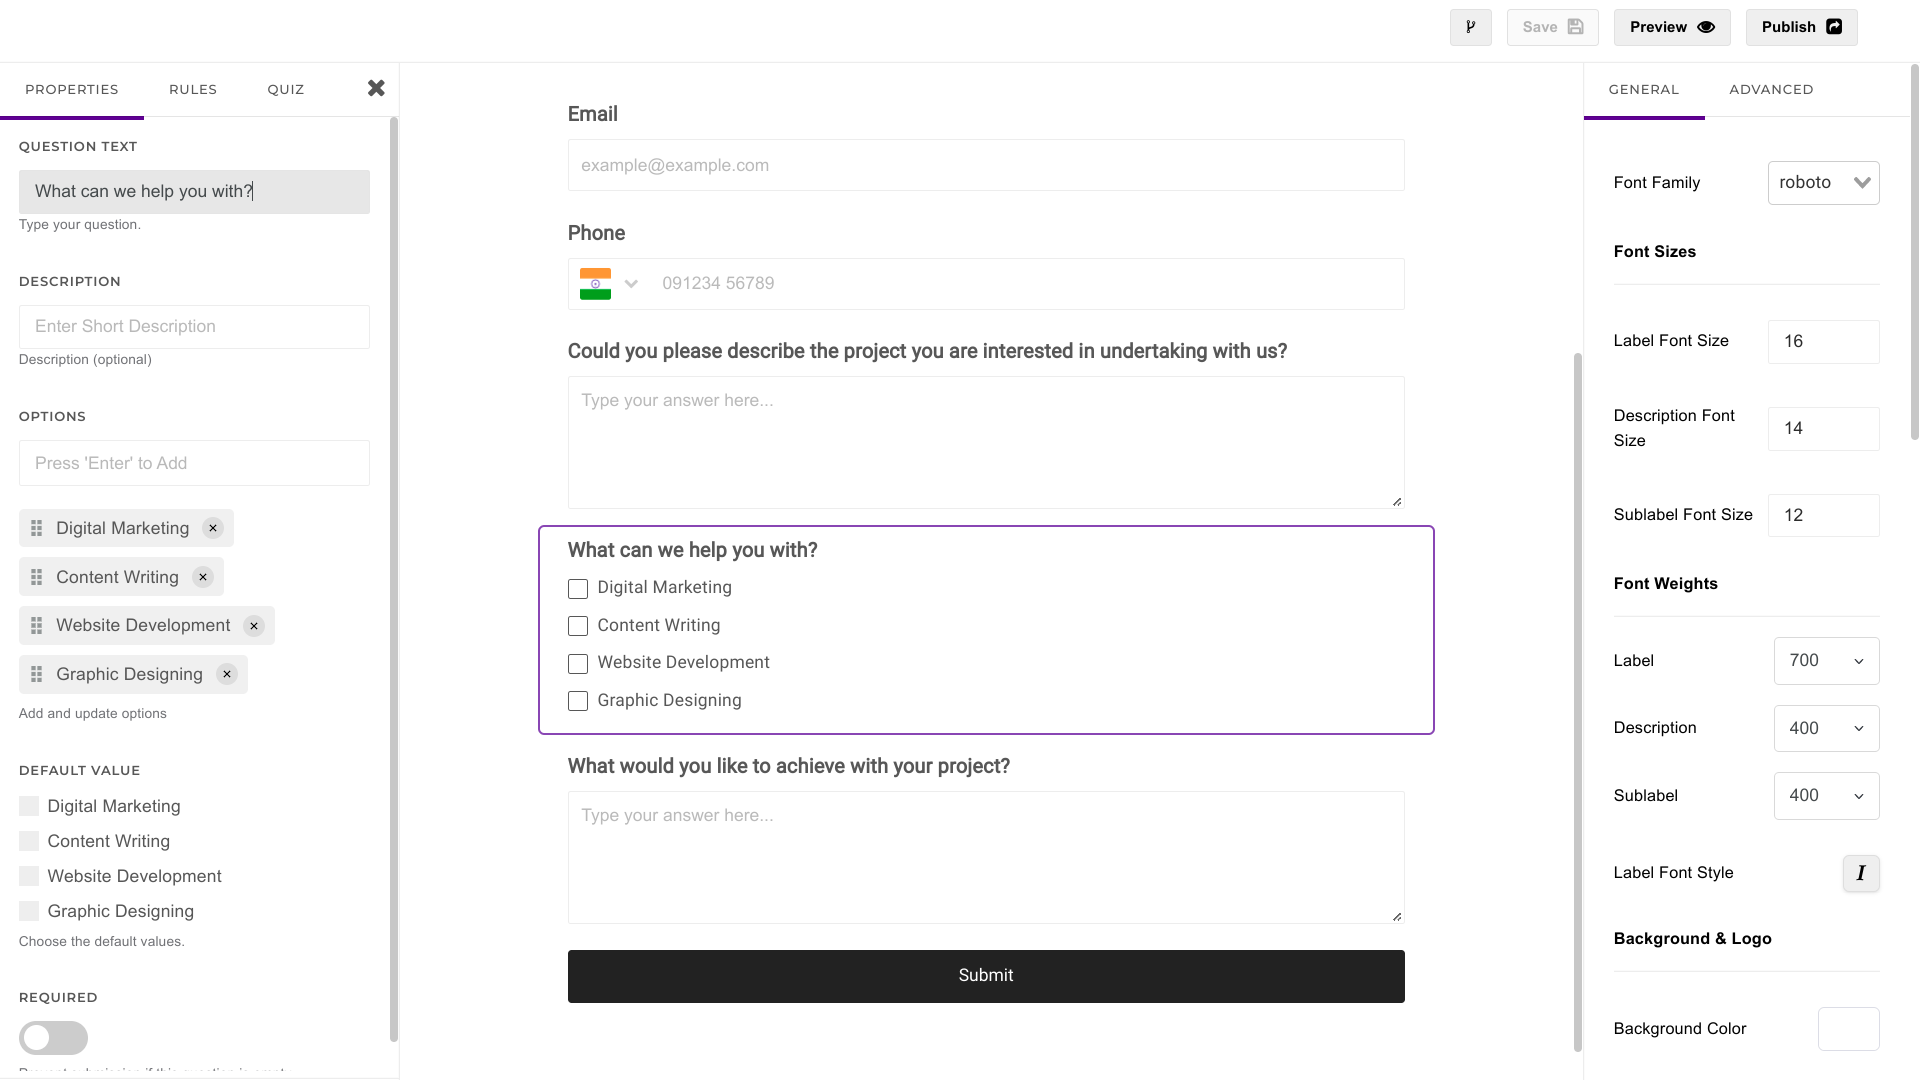 Save
Preview
Publish
PROPERTIES
RULES
QUIZ
QUESTION TEXT
What can we help you with?
Type your question.
DESCRIPTION
Enter Short Description
Description (optional)
OPTIONS
Press 'Enter' to Add
Digital Marketing
Content Writing
Website Development
Graphic Designing
Add and update options
DEFAULT VALUE
Digital Marketing
Content Writing
Website Development
Graphic Designing
Choose the default values.
REQUIRED
Email
example@example.com
Phone
091234 56789
Could you please describe the project you are interested in undertaking with us?
Type your answer here...
What can we help you with?
Digital Marketing
Content Writing
Website Development
Graphic Designing
What would you like to achieve with your project?
Type your answer here...
Submit
GENERAL
ADVANCED
Font Family
roboto
Font Sizes
Label Font Size
16
Description Font
Size
14
Sublabel Font Size
12
Font Weights
Label
700
Description
400
Sublabel
400
Label Font Style
I
Background & Logo
Background Color